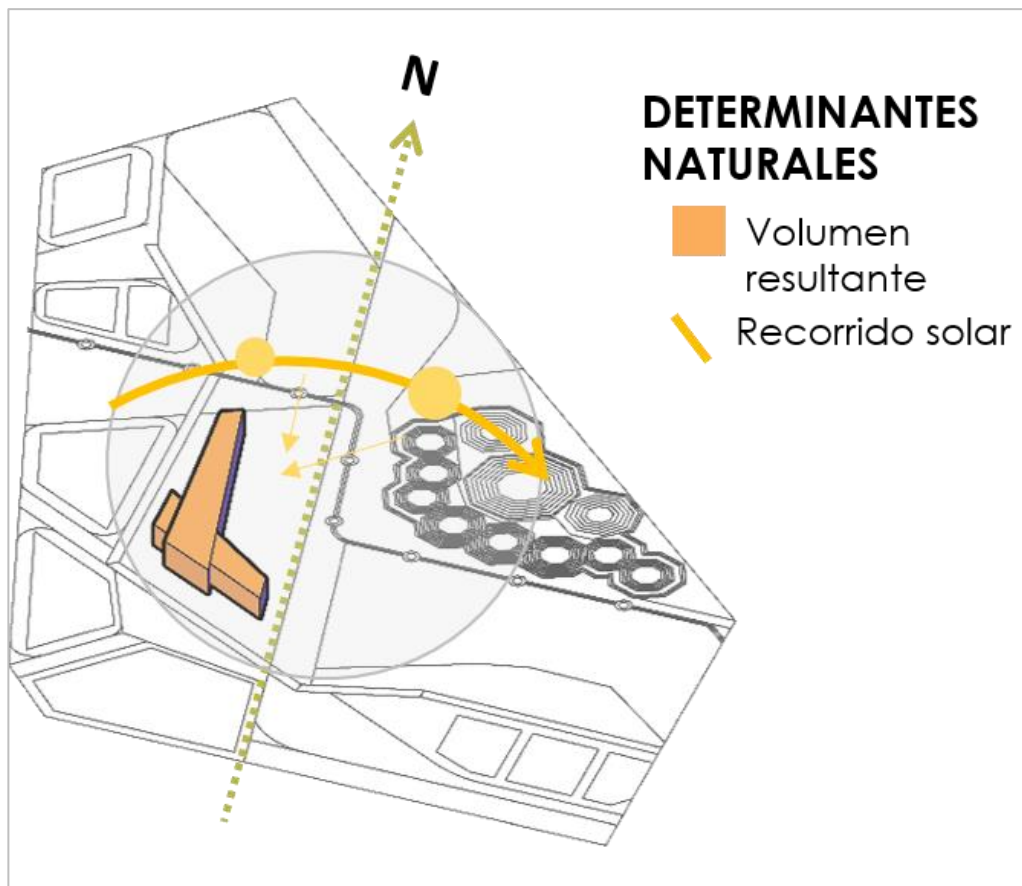 N
DETERMINANTES
NATURALES
Volumen
resultante
Recorrido solar